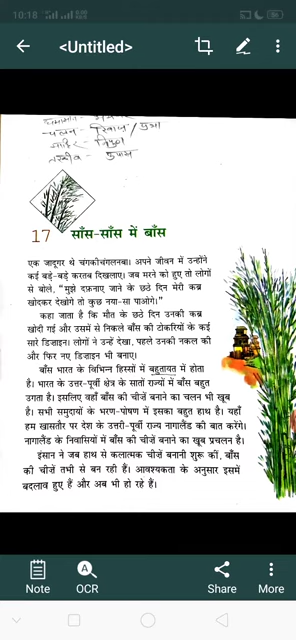 10:18
<Untitled>
चलन - रिवाज / प्रथा
17 साँस-साँस में बाँस
एक जादूगर थे चंगकीचंगलनबा। अपने जीवन में उन्होंने
कई बड़े-बड़े करतब दिखलाए। जब मरने को हुए तो लोगों
से बोले, "मुझे दफ़नाए जाने के छठे दिन मेरी कब्र
खोदकर देखोगे तो कुछ नया-सा पाओगे।"
कहा जाता है कि मौत के छठे दिन उनकी कब्र
खोदी गई और उसमें से निकले बाँस की टोकरियों के कई
सारे डिज़ाइन। लोगों ने उन्हें देखा, पहले उनकी नकल की
और फिर नए डिज़ाइन भी बनाए।
बाँस भारत के विभिन्न हिस्सों में बहुतायत में होता
है। भारत के उत्तर-पूर्वी क्षेत्र के सातों राज्यों में बाँस बहुत
उगता है। इसलिए वहाँ बाँस की चीज़ें बनाने का चलन भी खूब
है। सभी समुदायों के भरण-पोषण में इसका बहुत हाथ है। यहाँ
हम खासतौर पर देश के उत्तरी-पूर्वी राज्य नागालैंड की बात करेंगे।
नागालैंड के निवासियों में बाँस की चीज़ें बनाने का खूब प्रचलन है।
इंसान ने जब हाथ से कलात्मक चीज़ें बनानी शुरू कीं, बाँस
की चीज़ें तभी से बन रही हैं। आवश्यकता के अनुसार इसमें
बदलाव हुए हैं और अब भी हो रहे हैं।
Note OCR Share More